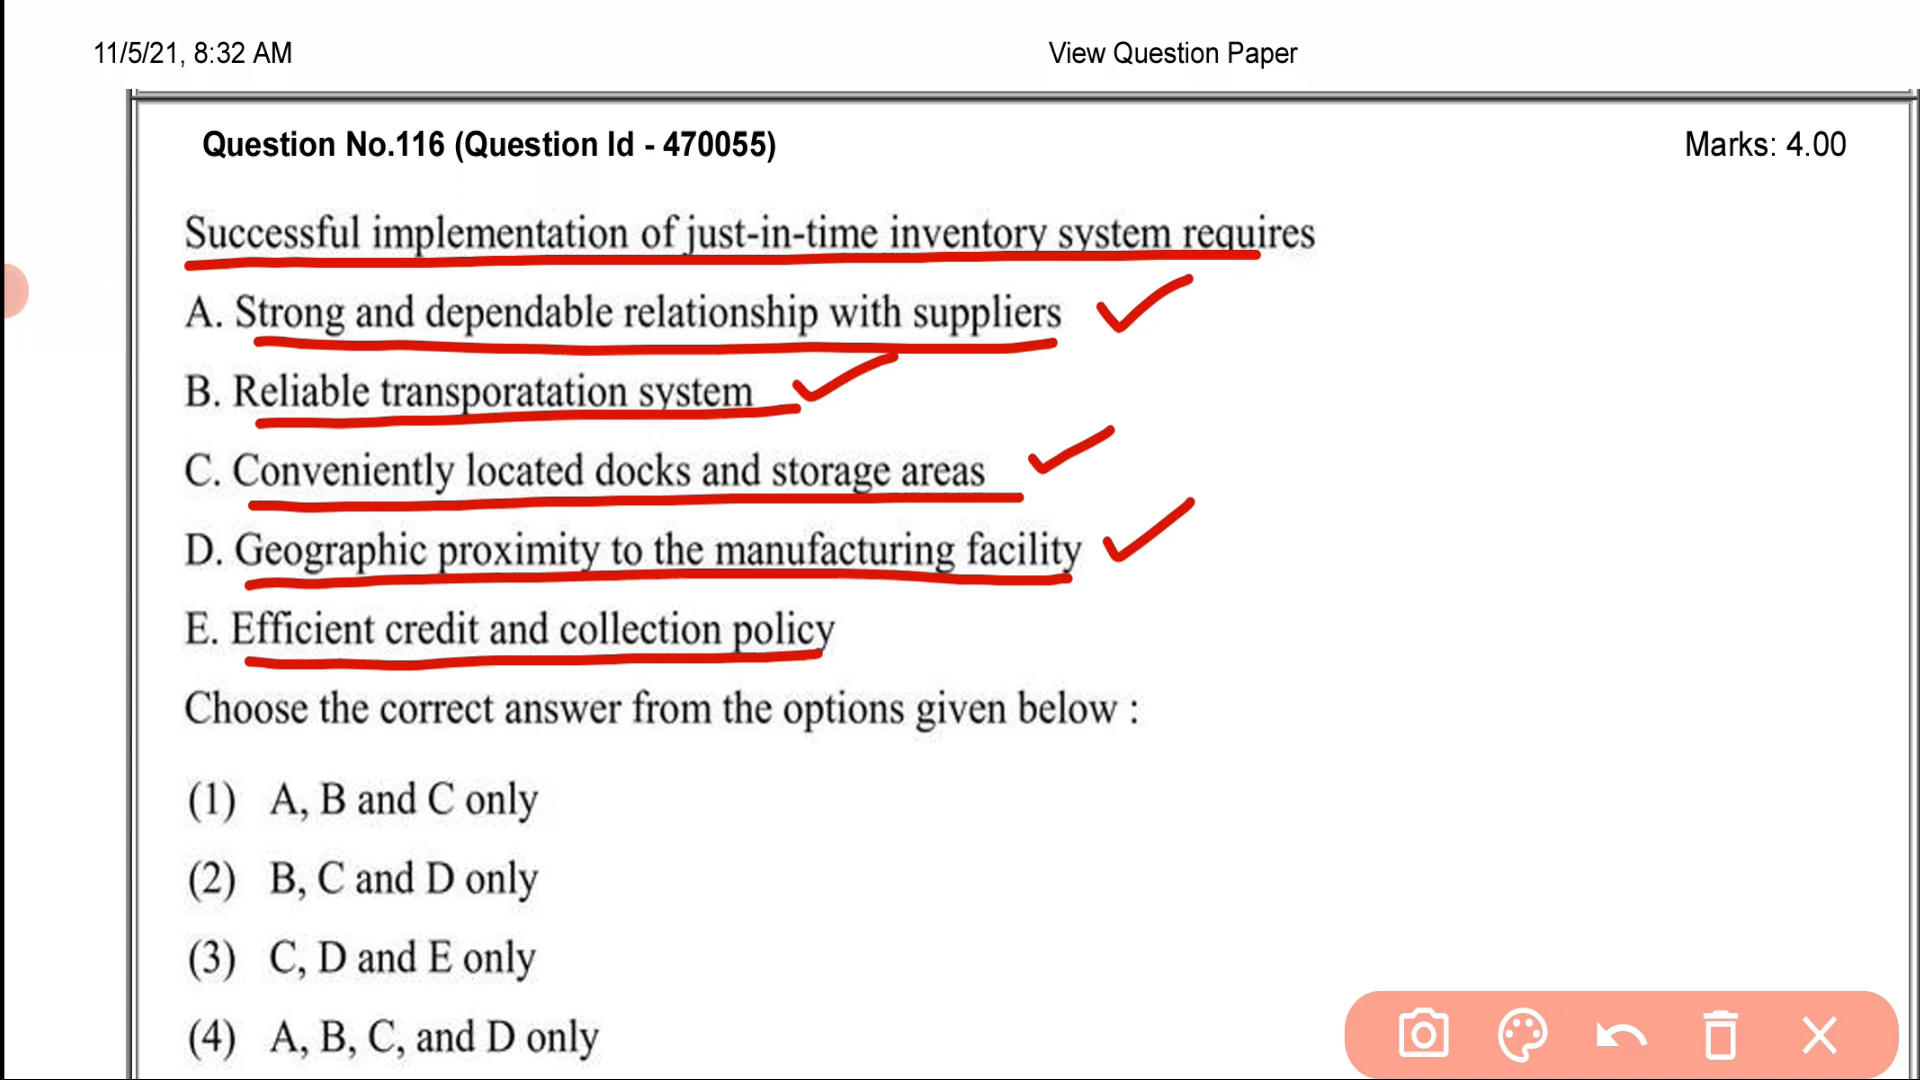 11/5/21, 8:32 AM View Question Paper
Question No.116 (Question Id - 470055) Marks: 4.00
Successful implementation of just-in-time inventory system requires
A. Strong and dependable relationship with suppliers
B. Reliable transporatation system
C. Conveniently located docks and storage areas
D. Geographic proximity to the manufacturing facility
E. Efficient credit and collection policy
Choose the correct answer from the options given below :
(1) A, B and C only
(2) B, C and D only
(3) C, D and E only
(4) A, B, C, and D only